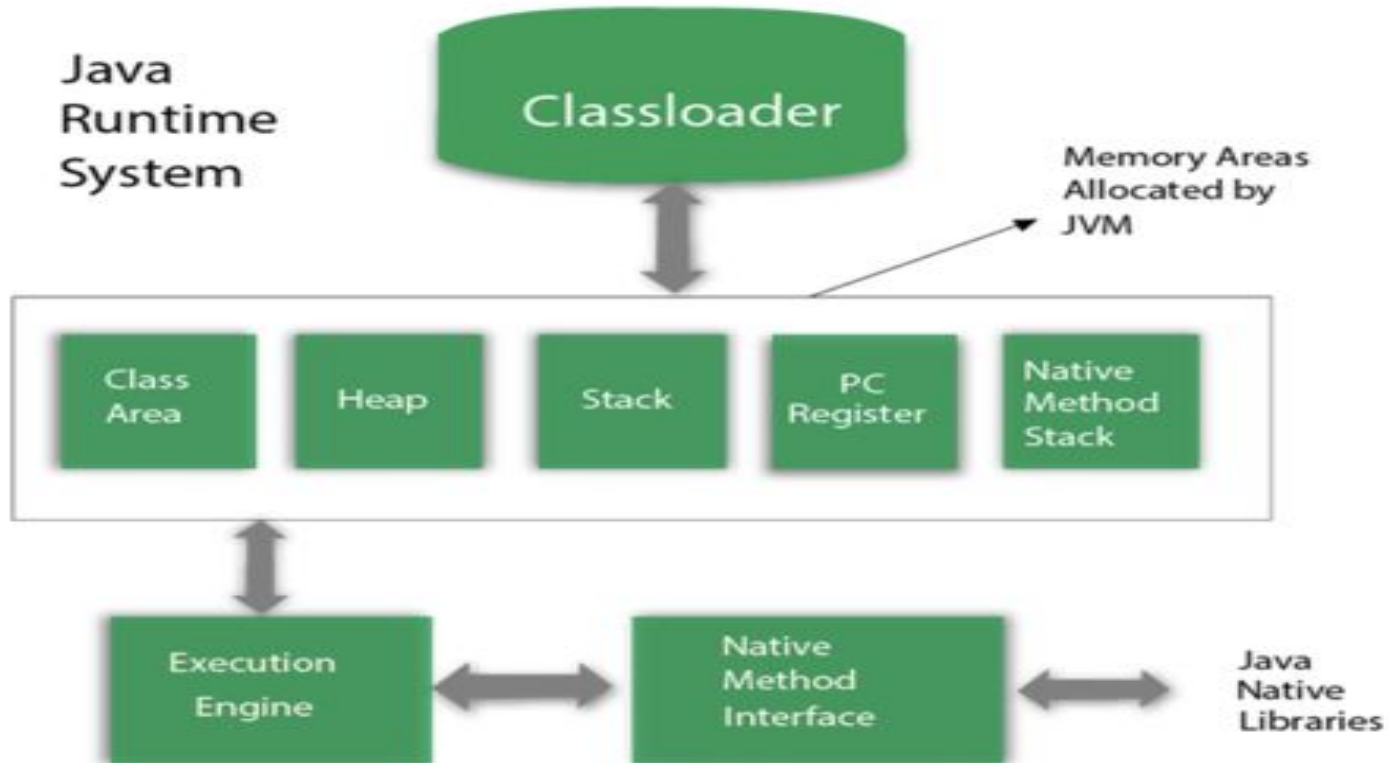 Java
Runtime
System
Classloader
Memory Areas
Allocated by
JVM
Class
Area
Heap
Stack
PC
Register
Native
Method
Stack
Execution
Engine
Native
Method
Interface
Java
Native
Libraries